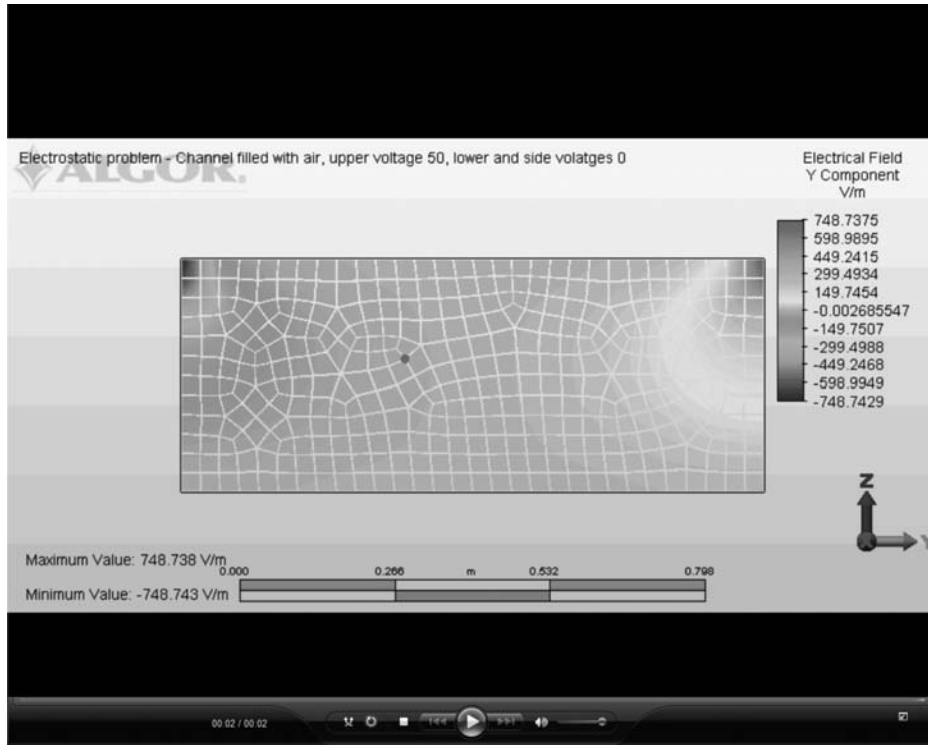 Electrostatic problem - Channel filled with air, upper voltage 50, lower and side volatges 0
ALGOR.
Electrical Field
Y Component
V/m
748.7375
598.9895
449.2415
299.4934
149.7454
-0.002685547
-149.7507
-299.4988
-449.2468
-598.9949
-748.7429
Z
Y
Maximum Value: 748.738 V/m
0.000 0.266 m 0.532 0.798
Minimum Value: -748.743 V/m
00:02 / 00:02